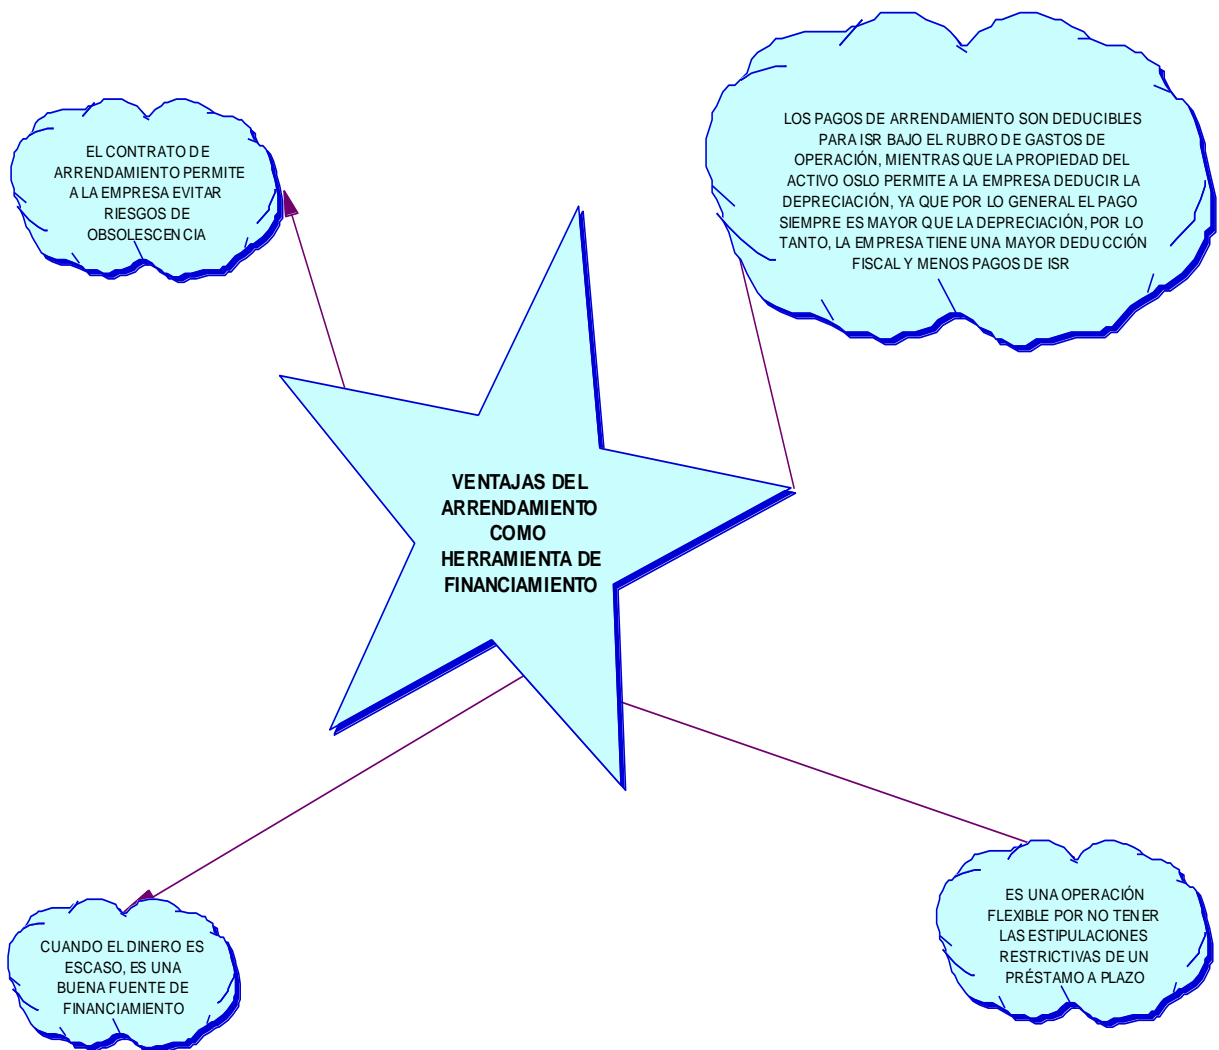 EL CONTRATO DE
ARRENDAMIENTO PERMITE
A LA EMPRESA EVITAR
RIESGOS DE
OBSOLESCENCIA
LOS PAGOS DE ARRENDAMIENTO SON DEDUCIBLES
PARA ISR BAJO EL RUBRO DE GASTOS DE
OPERACIÓN, MIENTRAS QUE LA PROPIEDAD DEL
ACTIVO OSLO PERMITE A LA EMPRESA DEDUCIR LA
DEPRECIACIÓN, YA QUE POR LO GENERAL EL PAGO
SIEMPRE ES MAYOR QUE LA DEPRECIACIÓN, POR LO
TANTO, LA EMPRESA TIENE UNA MAYOR DEDUCCIÓN
FISCAL Y MENOS PAGOS DE ISR
VENTAJAS DEL
ARRENDAMIENTO
COMO
HERRAMIENTA DE
FINANCIAMIENTO
CUANDO EL DINERO ES
ESCASO, ES UNA
BUENA FUENTE DE
FINANCIAMIENTO
ES UNA OPERACIÓN
FLEXIBLE POR NO TENER
LAS ESTIPULACIONES
RESTRICTIVAS DE UN
PRÉSTAMO A PLAZO